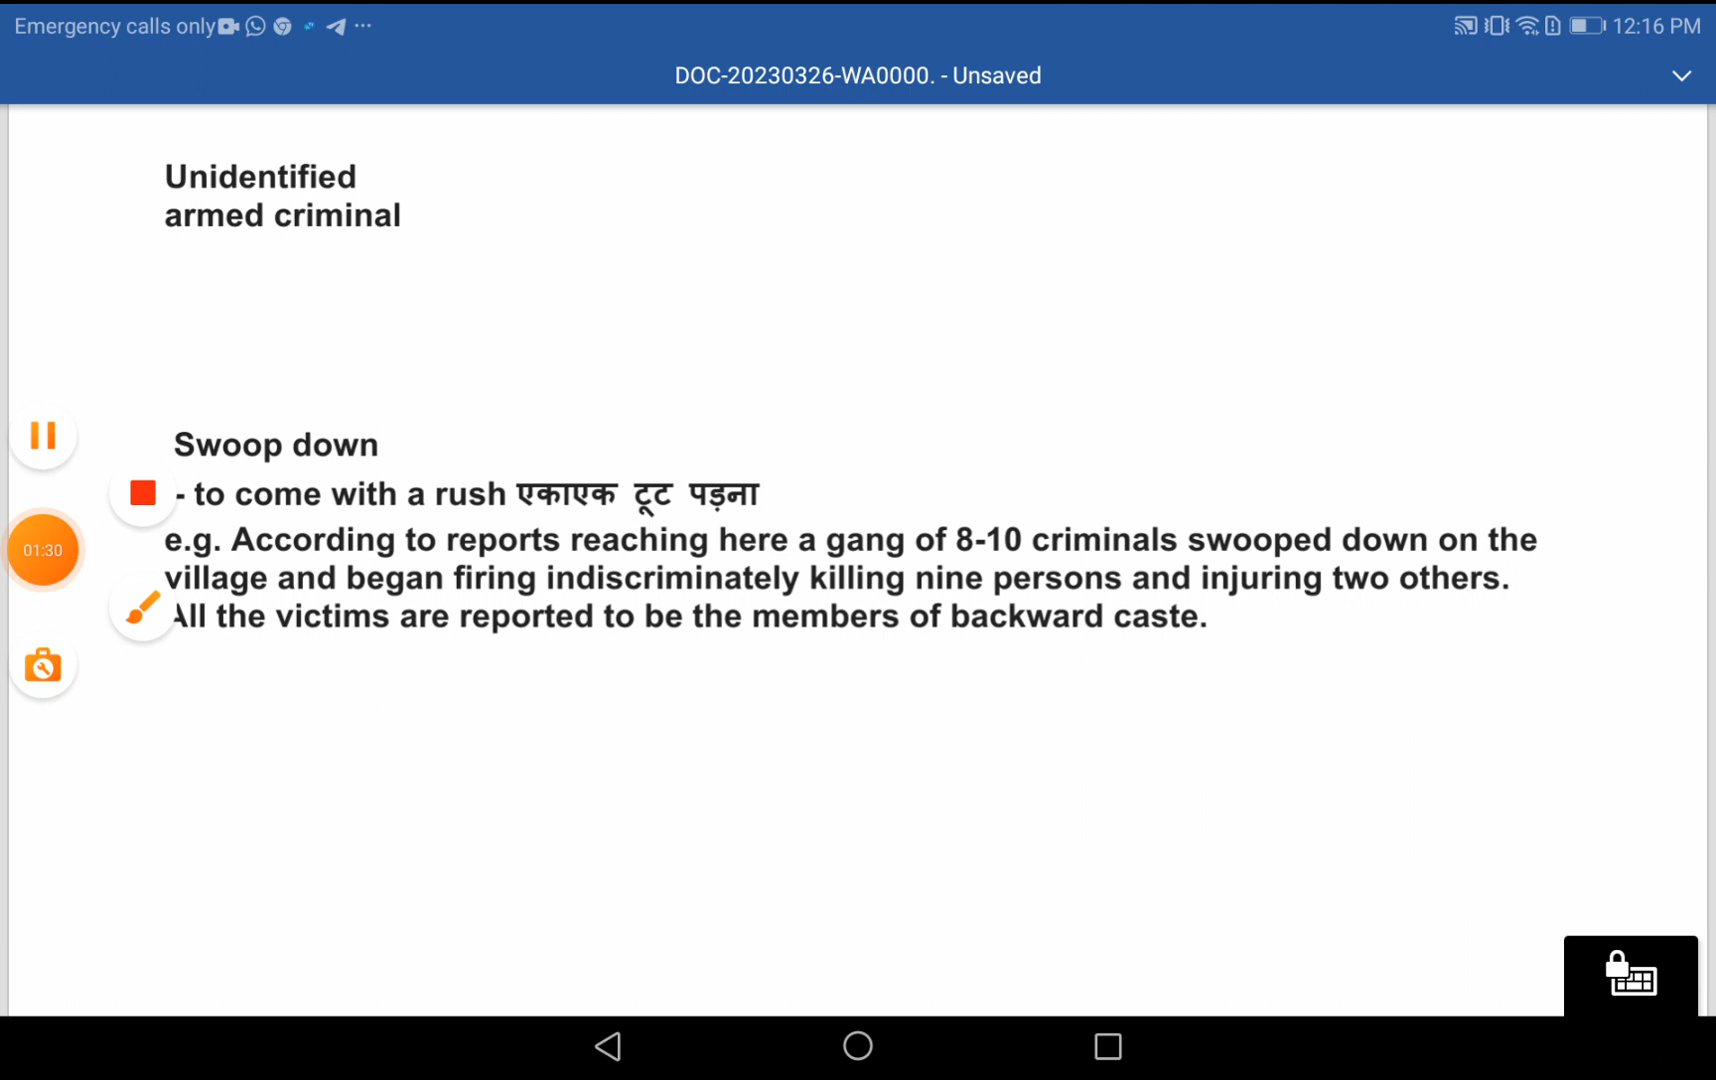 Emergency calls only
12:16 PM
DOC-20230326-WA0000. - Unsaved
Unidentified
armed criminal
Swoop down
- to come with a rush एकाएक टूट पड़ना
01:30
e.g. According to reports reaching here a gang of 8-10 criminals swooped down on the
village and began firing indiscriminately killing nine persons and injuring two others.
All the victims are reported to be the members of backward caste.